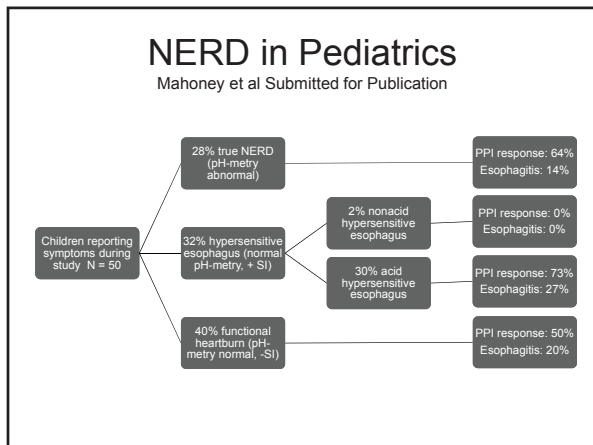 NERD in Pediatrics
Mahoney et al Submitted for Publication
28% true NERD
(pH-metry
abnormal)
PPI response: 64%
Esophagitis: 14%
Children reporting
symptoms during
study N = 50
32% hypersensitive
esophagus (normal
pH-metry, + SI)
2% nonacid
hypersensitive
esophagus
PPI response: 0%
Esophagitis: 0%
30% acid
hypersensitive
esophagus
PPI response: 73%
Esophagitis: 27%
40% functional
heartburn (pH-
metry normal, -SI)
PPI response: 50%
Esophagitis: 20%